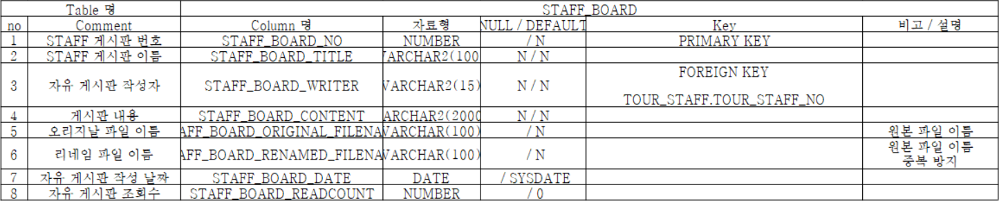 Table 명 STAFF_BOARD
no Comment Column 명 자료형 NULL / DEFAULT Key 비고 / 설명
1 STAFF 게시판 번호 STAFF_BOARD_NO NUMBER / N PRIMARY KEY
2 STAFF 게시판 이름 STAFF_BOARD_TITLE VARCHAR2(100 N / N
3 자유 게시판 작성자 STAFF_BOARD_WRITER VARCHAR2(15) N / N FOREIGN KEY
TOUR_STAFF.TOUR_STAFF_NO
4 게시판 내용 STAFF_BOARD_CONTENT ARCHAR2(2000 N / N
5 오리지날 파일 이름 AFF_BOARD_ORIGINAL_FILENA VARCHAR(100) / N 원본 파일 이름
6 리네임 파일 이름 AFF_BOARD_RENAMED_FILENA VARCHAR(100) / N 원본 파일 이름
중복 방지
7 자유 게시판 작성 날짜 STAFF_BOARD_DATE DATE / SYSDATE
8 자유 게시판 조회수 STAFF_BOARD_READCOUNT NUMBER / 0